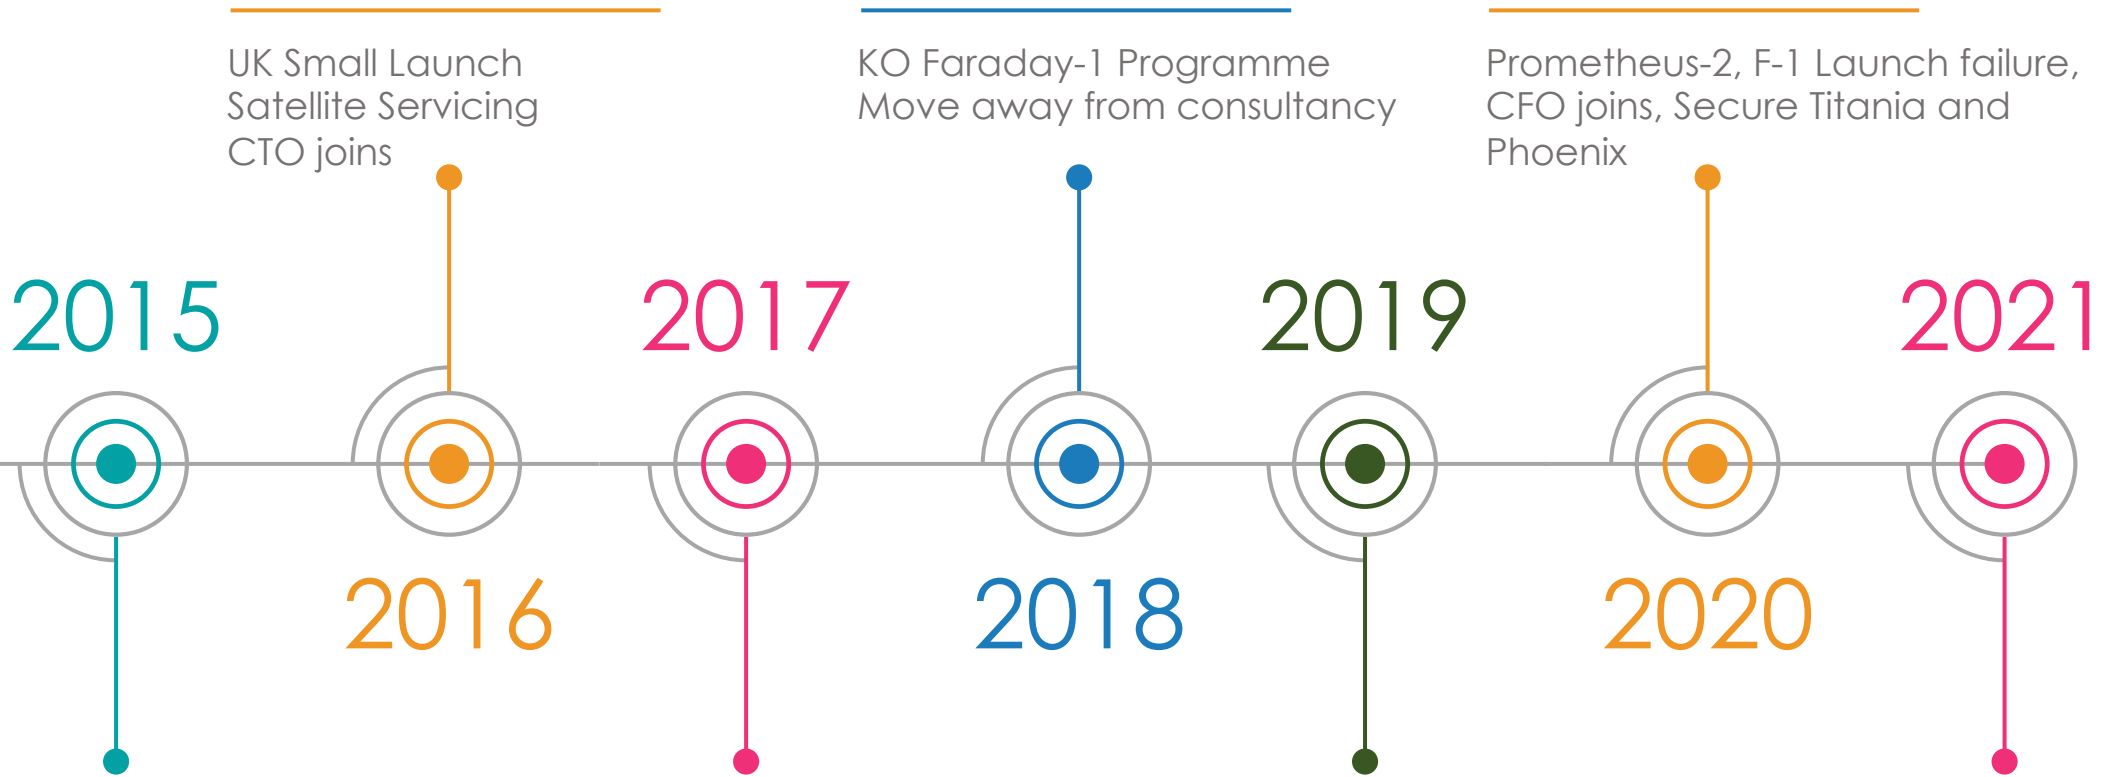 UK Small Launch
Satellite Servicing
CTO joins
KO Faraday-1 Programme
Move away from consultancy
Prometheus-2, F-1 Launch failure,
CFO joins, Secure Titania and
Phoenix
2015
2017
2019
2021
2016
2018
2020